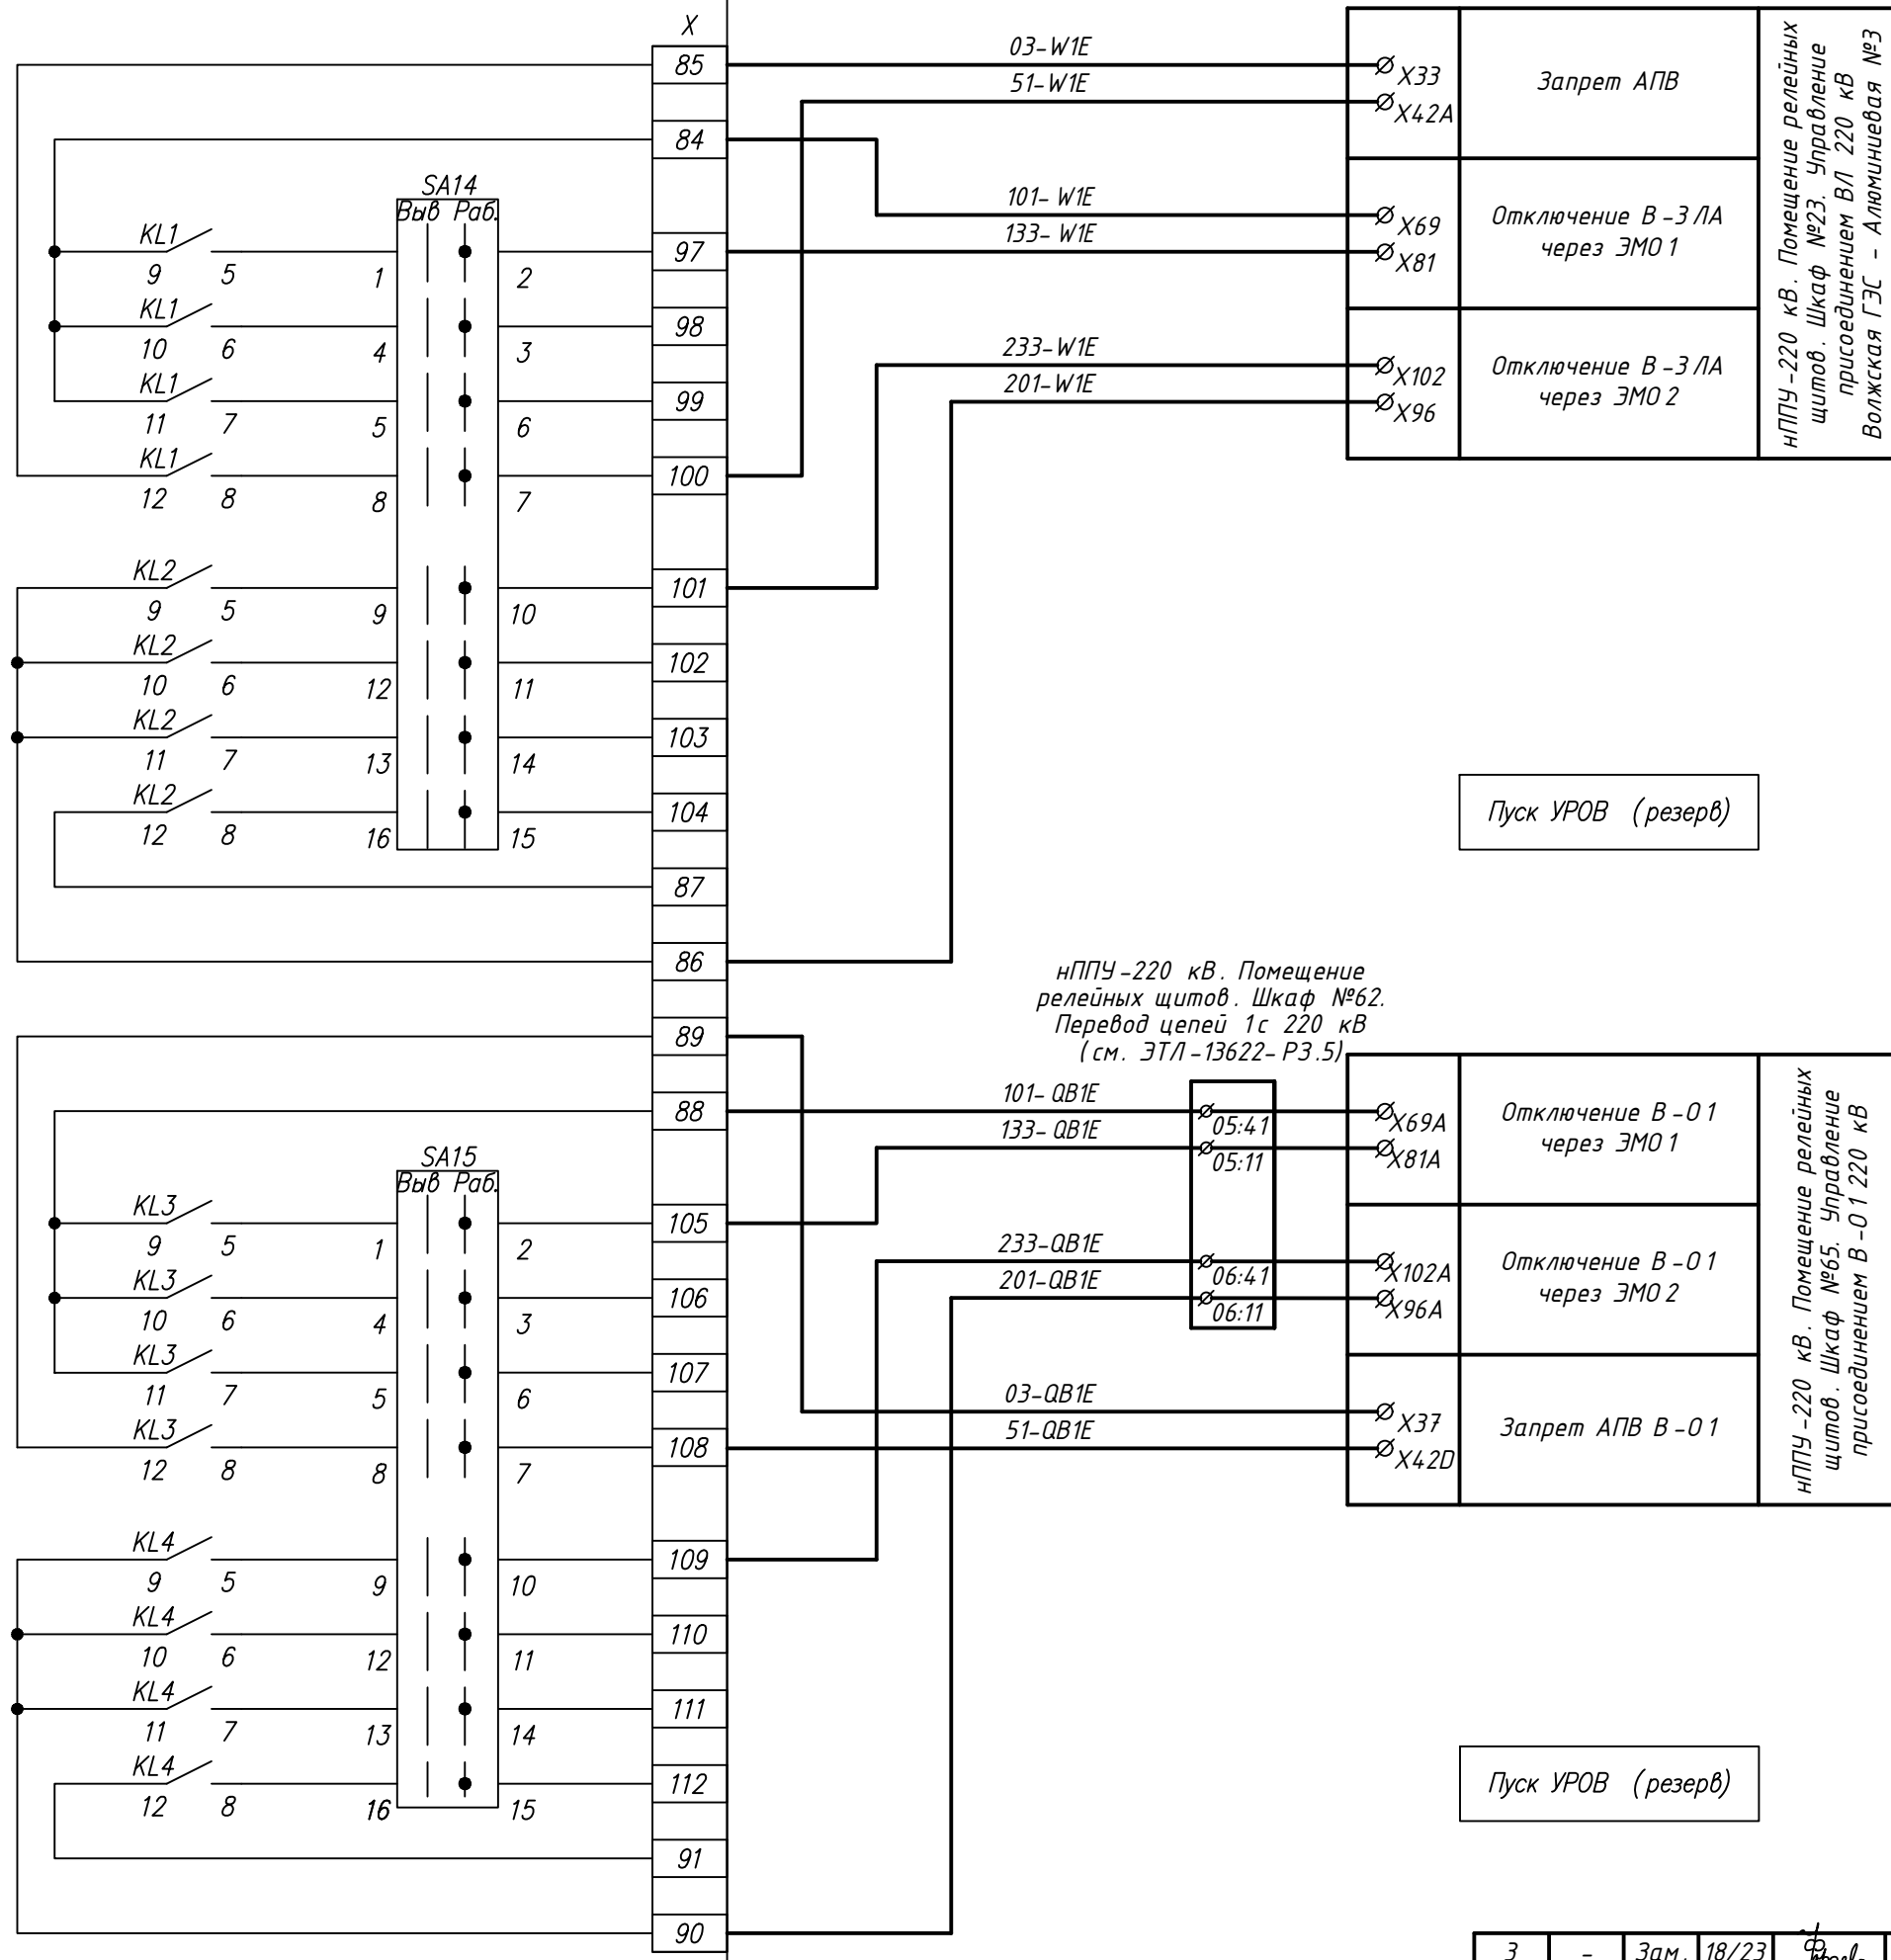 X
85
84
97
98
99
100
101
102
103
104
87
86
89
88
105
106
107
108
109
110
111
112
91
90
SA14
Выв Раб.
KL1
9 5 1 2
KL1
10 6 4 3
KL1
11 7 5 6
KL1
12 8 8 7
KL2
9 5 9 10
KL2
10 6 12 11
KL2
11 7 13 14
KL2
12 8 16 15
SA15
Выв Раб.
KL3
9 5 1 2
KL3
10 6 4 3
KL3
11 7 5 6
KL3
12 8 8 7
KL4
9 5 9 10
KL4
10 6 12 11
KL4
11 7 13 14
KL4
12 8 16 15
03-W1E
51-W1E
101-W1E
133-W1E
233-W1E
201-W1E
X33
X42A
X69
X81
X102
X96
Запрет АПВ
Отключение В-3 ЛА
через ЭМО 1
Отключение В-3 ЛА
через ЭМО 2
нППУ-220 кВ. Помещение релейных
щитов. Шкаф №23. Управление
присоединением ВЛ 220 кВ
Волжская ГЭС - Алюминиевая №3
Пуск УРОВ (резерв)
нППУ-220 кВ. Помещение
релейных щитов. Шкаф №62.
Перевод цепей 1с 220 кВ
(см. ЭТЛ-13622-РЗ.5)
101-QB1E
133-QB1E
233-QB1E
201-QB1E
03-QB1E
51-QB1E
05:41
05:11
06:41
06:11
X69A
X81A
X102A
X96A
X37
X42D
Отключение В-О1
через ЭМО 1
Отключение В-О1
через ЭМО 2
Запрет АПВ В-О1
нППУ-220 кВ. Помещение релейных
щитов. Шкаф №65. Управление
присоединением В-О1 220 кВ
Пуск УРОВ (резерв)
3 - Зам. 18/23